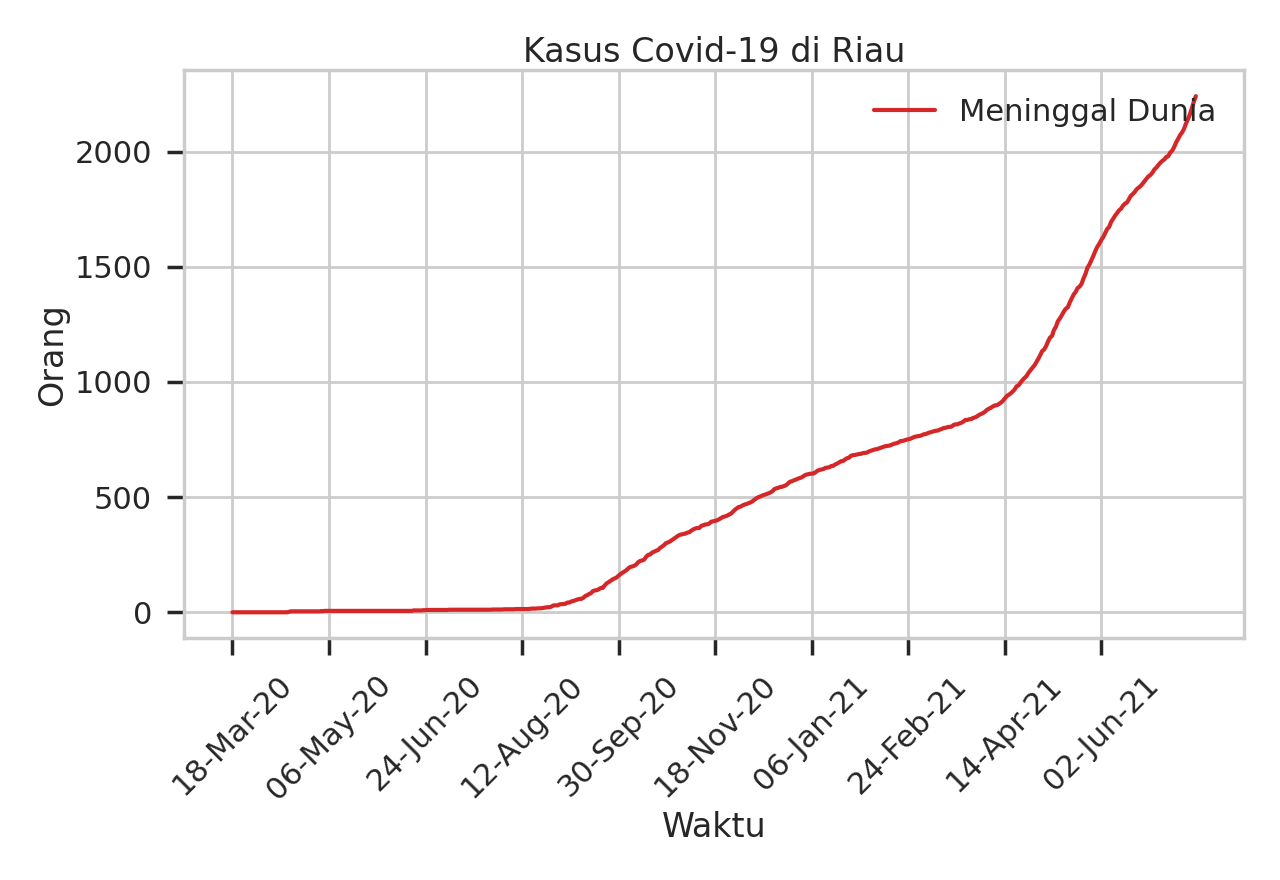 Kasus Covid-19 di Riau
Meninggal Dunia
2000
1500
1000
500
0
Orang
18-Mar-20
06-May-20
24-Jun-20
12-Aug-20
30-Sep-20
18-Nov-20
06-Jan-21
24-Feb-21
14-Apr-21
02-Jun-21
Waktu